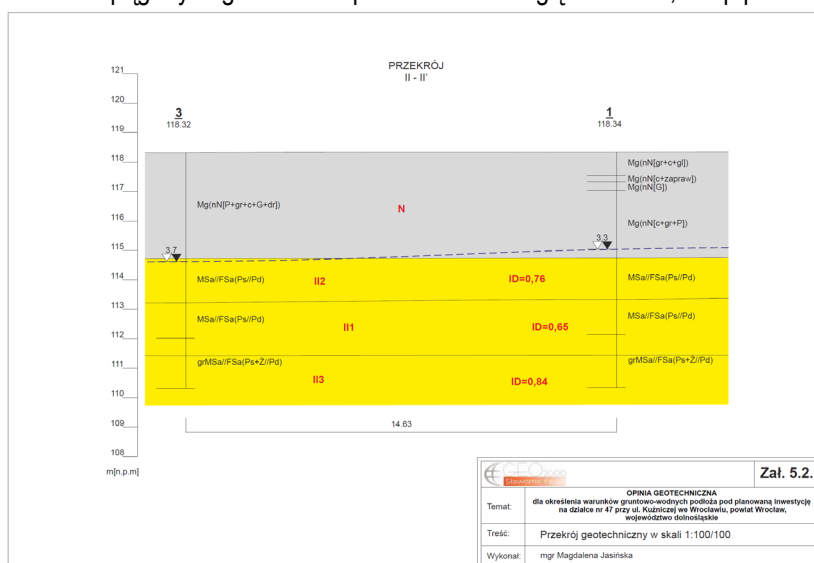 PRZEKRÓJ
II - II'
121
120
119
118
117
116
115
114
113
112
111
110
109
108
m[n.p.m]
3
118.32
1
118.34
Mg(nN[gr+c+gl])
Mg(nN[c+zapraw])
Mg(nN[G])
Mg(nN[P+gr+c+G+dr])
N
Mg(nN[c+gr+P])
3.7
3.3
MSa//FSa(Ps//Pd)
II2
ID=0,76
MSa//FSa(Ps//Pd)
MSa//FSa(Ps//Pd)
II1
ID=0,65
MSa//FSa(Ps//Pd)
grMSa//FSa(Ps+Ż//Pd)
II3
ID=0,84
grMSa//FSa(Ps+Ż//Pd)
14.63
GEO2000
Zał. 5.2.
Temat:
OPINIA GEOTECHNICZNA
dla określenia warunków gruntowo-wodnych podłoża pod planowaną inwestycję
na działce nr 47 przy ul. Kuźniczej we Wrocławiu, powiat Wrocław,
województwo dolnośląskie
Treść:
Przekrój geotechniczny w skali 1:100/100
Wykonał:
mgr Magdalena Jasińska